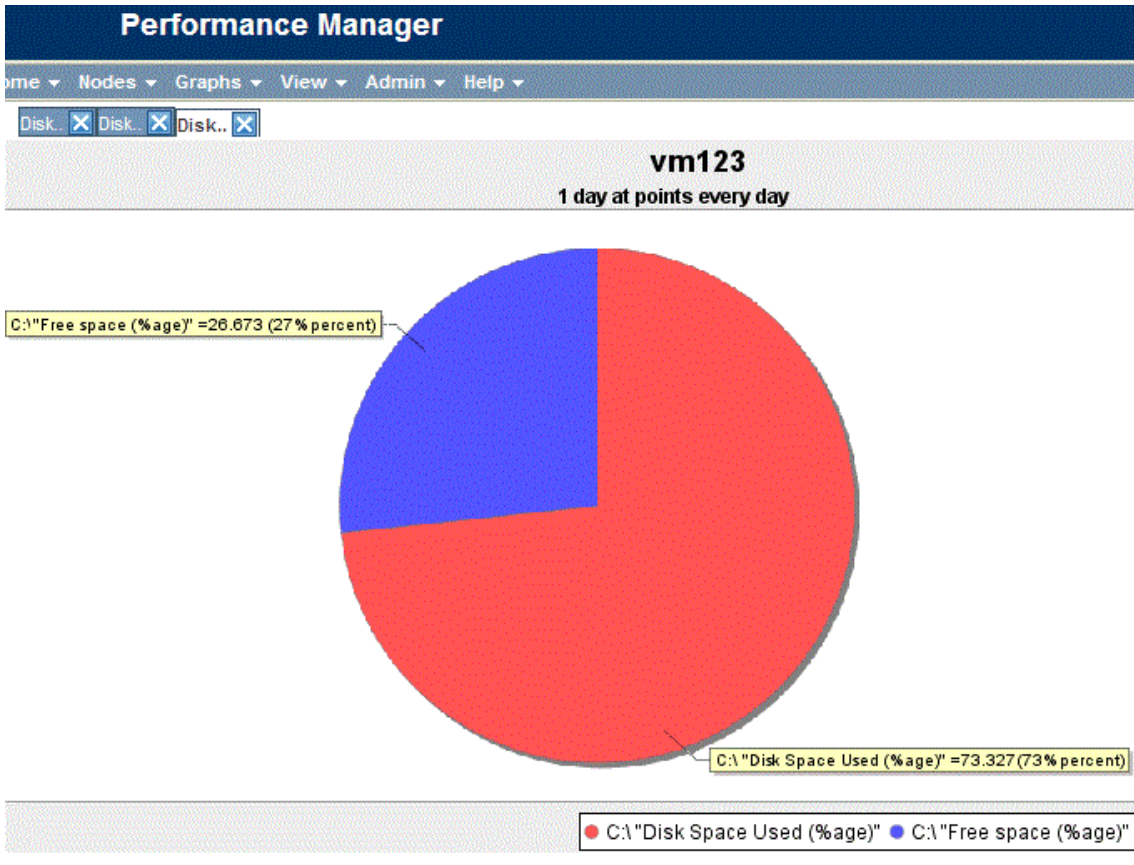 Performance Manager
ome Nodes Graphs View Admin Help
Disk.. Disk.. Disk..
vm123
1 day at points every day
C:\"Free space (%age)" =26.673 (27% percent)
C:\ "Disk Space Used (%age)" =73.327(73% percent)
C:\ "Disk Space Used (%age)" C:\ "Free space (%age)"